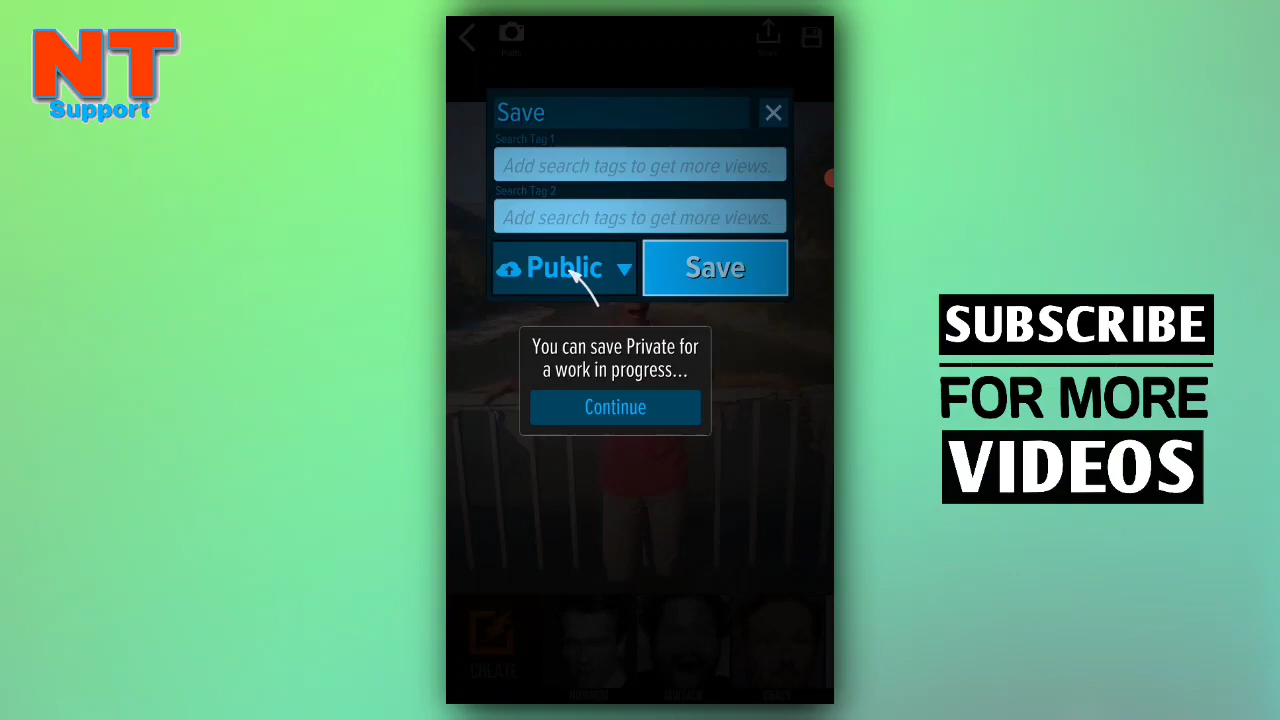 NT
Support
Save
Search Tag 1
Add search tags to get more views.
Search Tag 2
Add search tags to get more views.
Public
Save
You can save Private for
a work in progress...
Continue
CREATE
SUBSCRIBE
FOR MORE
VIDEOS